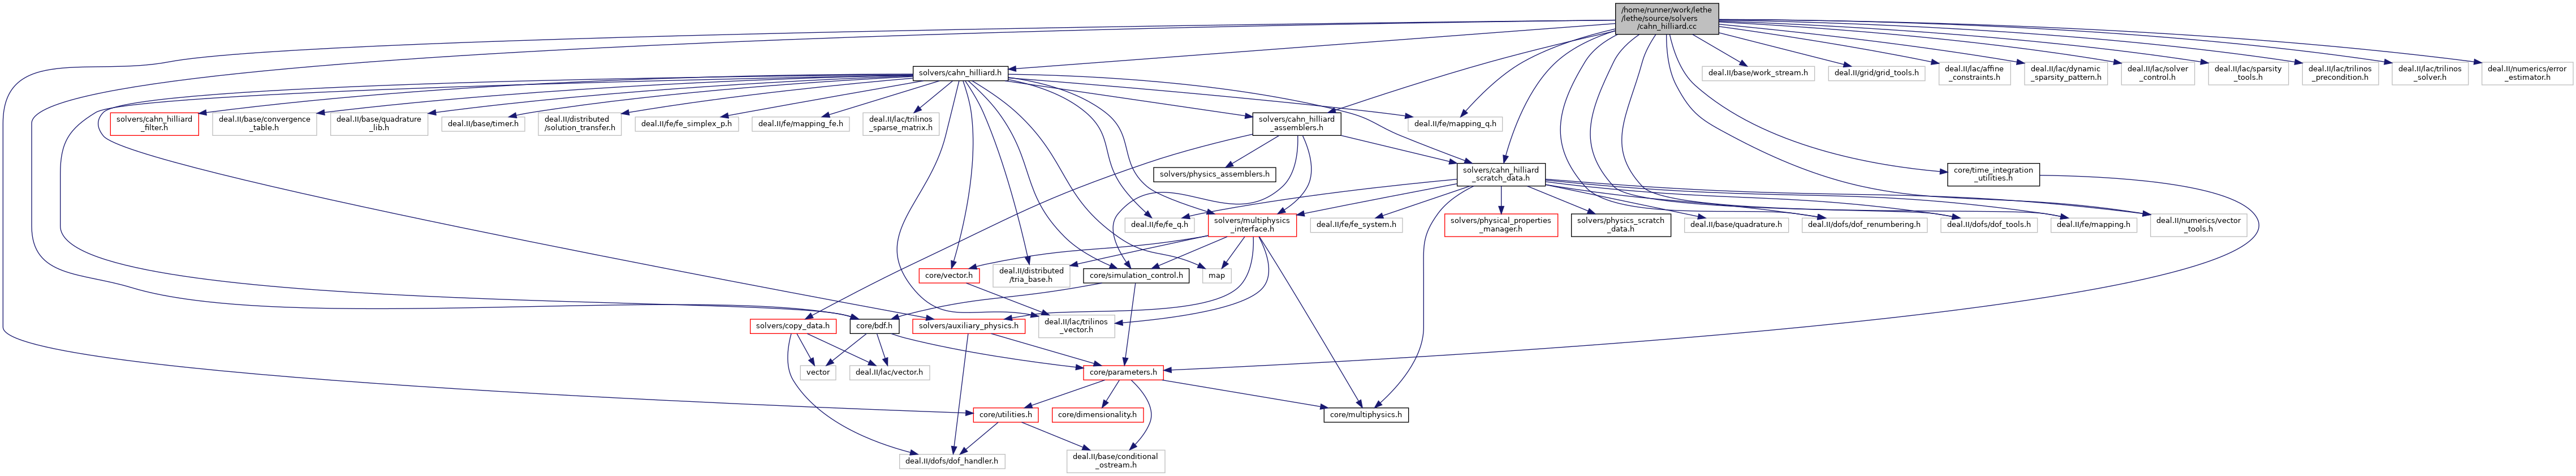 /home/runner/work/lethe
/lethe/source/solvers
/cahn_hilliard.cc
solvers/cahn_hilliard.h
deal.II/base/work_stream.h
deal.II/grid/grid_tools.h
deal.II/lac/affine
_constraints.h
deal.II/lac/dynamic
_sparsity_pattern.h
deal.II/lac/solver
_control.h
deal.II/lac/sparsity
_tools.h
deal.II/lac/trilinos
_precondition.h
deal.II/lac/trilinos
_solver.h
deal.II/numerics/error
_estimator.h
solvers/cahn_hilliard
_filter.h
deal.II/base/convergence
_table.h
deal.II/base/quadrature
_lib.h
deal.II/base/timer.h
deal.II/distributed
/solution_transfer.h
deal.II/fe/fe_simplex_p.h
deal.II/fe/mapping_fe.h
deal.II/lac/trilinos
_sparse_matrix.h
solvers/cahn_hilliard
_assemblers.h
deal.II/fe/mapping_q.h
solvers/physics_assemblers.h
solvers/cahn_hilliard
_scratch_data.h
core/time_integration
_utilities.h
deal.II/fe/fe_q.h
solvers/multiphysics
_interface.h
deal.II/fe/fe_system.h
solvers/physical_properties
_manager.h
solvers/physics_scratch
_data.h
deal.II/base/quadrature.h
deal.II/dofs/dof_renumbering.h
deal.II/dofs/dof_tools.h
deal.II/fe/mapping.h
deal.II/numerics/vector
_tools.h
core/vector.h
deal.II/distributed
/tria_base.h
core/simulation_control.h
map
solvers/copy_data.h
core/bdf.h
solvers/auxiliary_physics.h
deal.II/lac/trilinos
_vector.h
vector
deal.II/lac/vector.h
core/parameters.h
core/utilities.h
core/dimensionality.h
core/multiphysics.h
deal.II/dofs/dof_handler.h
deal.II/base/conditional
_ostream.h